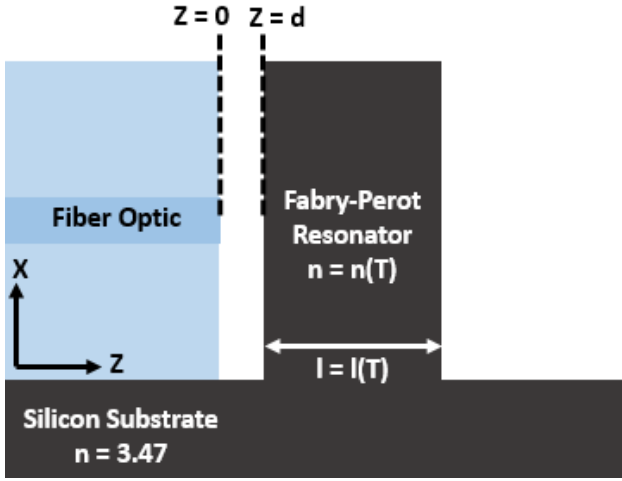 Z = 0
Z = d
Fiber Optic
Fabry-Perot
Resonator
n = n(T)
X
Z
l = l(T)
Silicon Substrate
n = 3.47